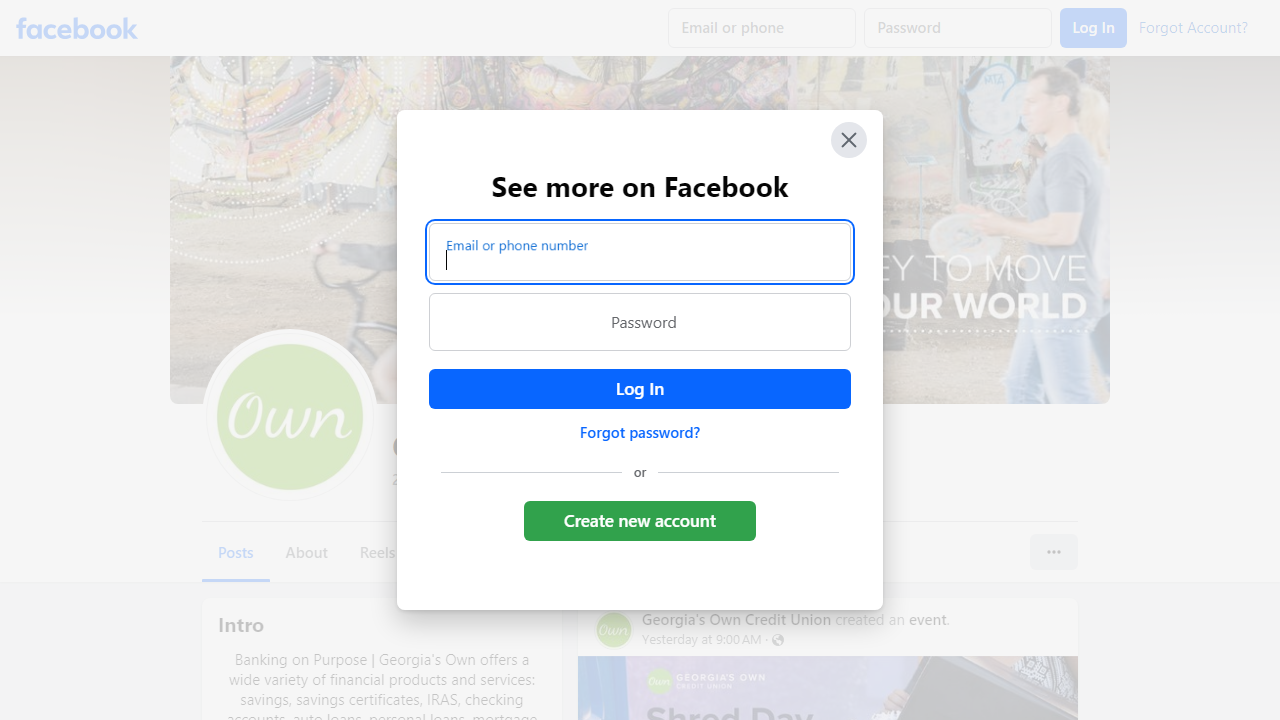 facebook
Email or phone
Password
Log In
Forgot Account?
MTA
See more on Facebook
Email or phone number
EY TO MOVE
OUR WORLD
Password
Log In
Own
Forgot password?
or
Create new account
Posts
About
Reels
Intro
Georgia's Own Credit Union created an event.
Own
Yesterday at 9:00 AM ·
Banking on Purpose | Georgia's Own offers a
wide variety of financial products and services:
savings, savings certificates, IRAS, checking
accounts, auto loans, personal loans, mortgage
Own
GEORGIA'S OWN
CREDIT UNION
Shred Day